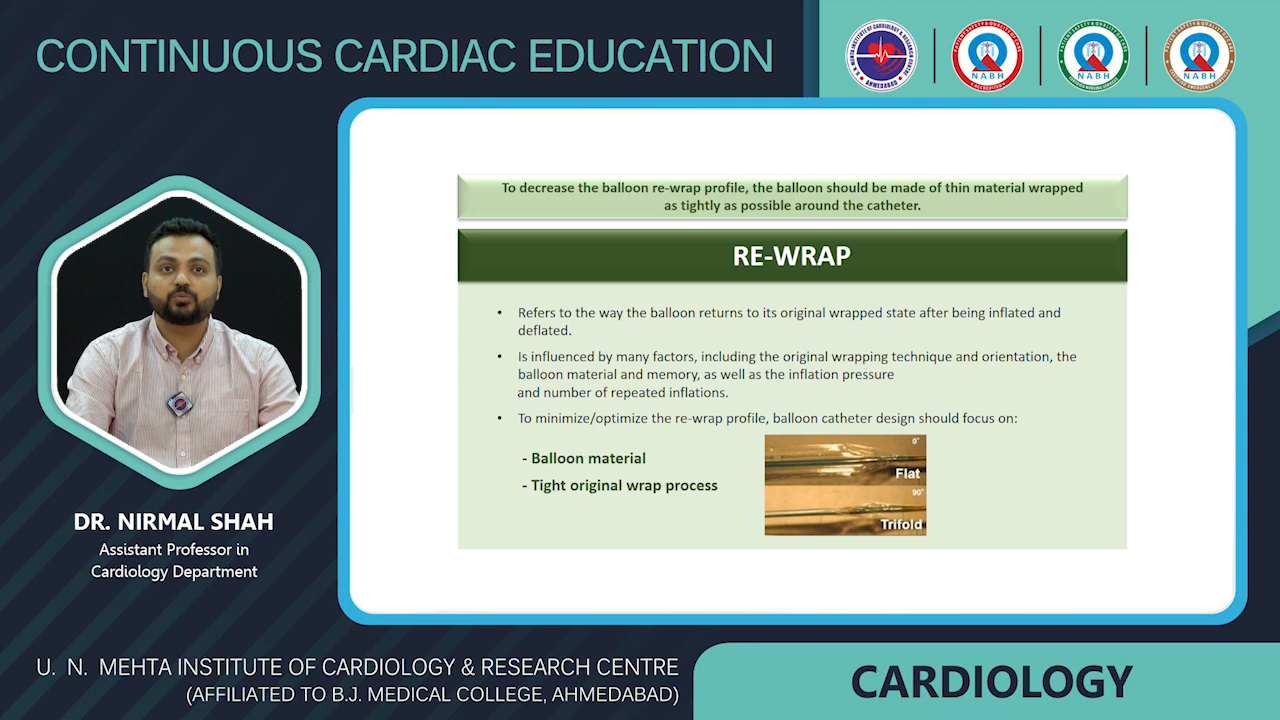 CONTINUOUS CARDIAC EDUCATION
NABH
NABH
NABH
AHMEDABAD
To decrease the balloon re-wrap profile, the balloon should be made of thin material wrapped
as tightly as possible around the catheter.
RE-WRAP
• Refers to the way the balloon returns to its original wrapped state after being inflated and
deflated.
• Is influenced by many factors, including the original wrapping technique and orientation, the
balloon material and memory, as well as the inflation pressure
and number of repeated inflations.
• To minimize/optimize the re-wrap profile, balloon catheter design should focus on:
- Balloon material
- Tight original wrap process
0°
Flat
90°
Trifold
DR. NIRMAL SHAH
Assistant Professor in
Cardiology Department
U. N. MEHTA INSTITUTE OF CARDIOLOGY & RESEARCH CENTRE
(AFFILIATED TO B.J. MEDICAL COLLEGE, AHMEDABAD)
CARDIOLOGY